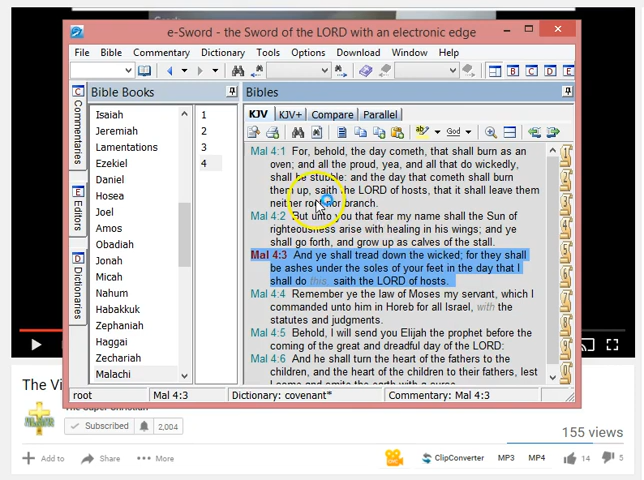 e-Sword - the Sword of the LORD with an electronic edge
File Bible Commentary Dictionary Tools Options Download Window Help
B C D E
Bible Books
Bibles
Commentaries
Editors
Dictionaries
Isaiah
Jeremiah
Lamentations
Ezekiel
Daniel
Hosea
Joel
Amos
Obadiah
Jonah
Micah
Nahum
Habakkuk
Zephaniah
Haggai
Zechariah
Malachi
1
2
3
4
KJV KJV+ Compare Parallel
God
Mal 4:1 For, behold, the day cometh, that shall burn as an
oven; and all the proud, yea, and all that do wickedly,
shall be stubble: and the day that cometh shall burn
them up, saith the LORD of hosts, that it shall leave them
neither root nor branch.
Mal 4:2 But unto you that fear my name shall the Sun of
righteousness arise with healing in his wings; and ye
shall go forth, and grow up as calves of the stall.
Mal 4:3 And ye shall tread down the wicked; for they shall
be ashes under the soles of your feet in the day that I
shall do this, saith the LORD of hosts.
Mal 4:4 Remember ye the law of Moses my servant, which I
commanded unto him in Horeb for all Israel, with the
statutes and judgments.
Mal 4:5 Behold, I will send you Elijah the prophet before the
coming of the great and dreadful day of the LORD:
Mal 4:6 And he shall turn the heart of the fathers to the
children, and the heart of the children to their fathers, lest
I come and smite the earth with a curse.
root Mal 4:3 Dictionary: covenant* Commentary: Mal 4:3
The Vi
The Super Christian
Subscribed 2,004
155 views
Add to Share More
ClipConverter MP3 MP4 14 5